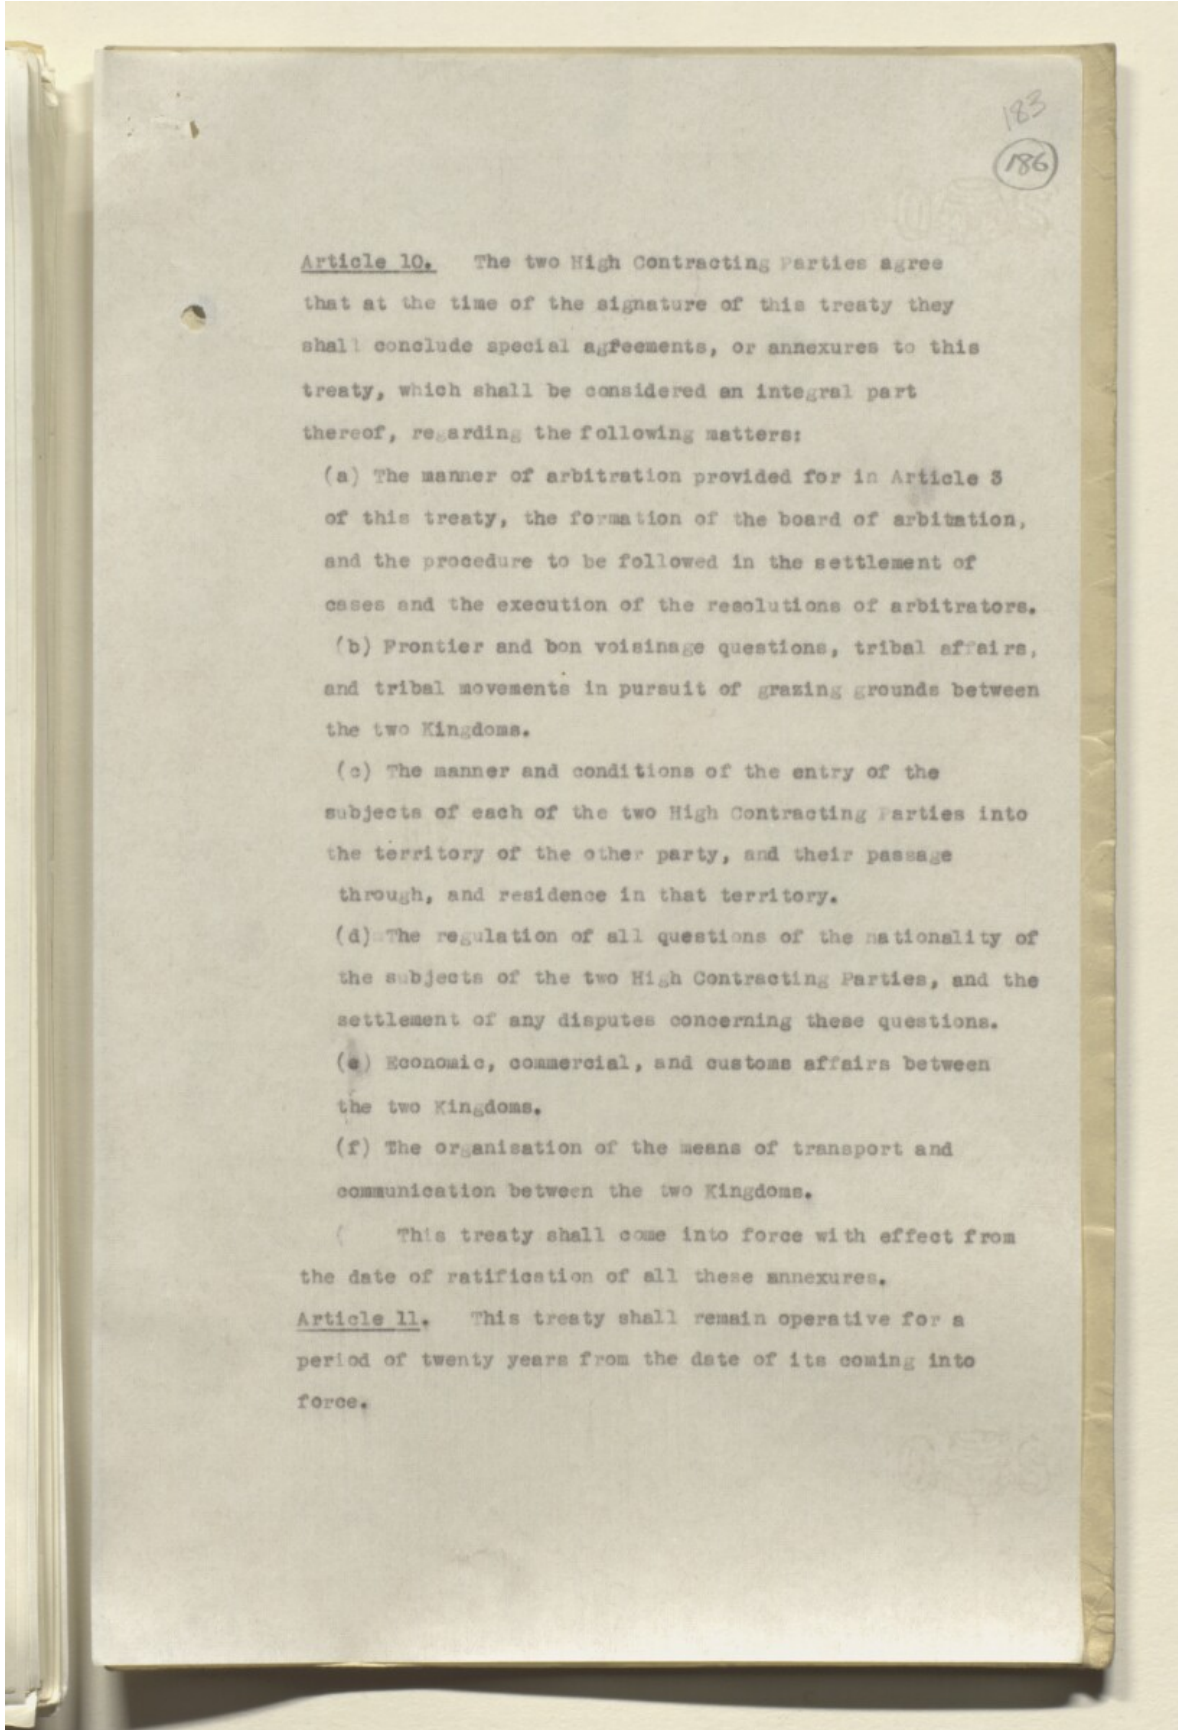 183
186
Article 10. The two High Contracting Parties agree
that at the time of the signature of this treaty they
shall conclude special agreements, or annexures to this
treaty, which shall be considered an integral part
thereof, regarding the following matters:
(a) The manner of arbitration provided for in Article 3
of this treaty, the formation of the board of arbitration,
and the procedure to be followed in the settlement of
cases and the execution of the resolutions of arbitrators.
(b) Frontier and bon voisinage questions, tribal affairs,
and tribal movements in pursuit of grazing grounds between
the two Kingdoms.
(c) The manner and conditions of the entry of the
subjects of each of the two High Contracting Parties into
the territory of the other party, and their passage
through, and residence in that territory.
(d) The regulation of all questions of the nationality of
the subjects of the two High Contracting Parties, and the
settlement of any disputes concerning these questions.
(e) Economic, commercial, and customs affairs between
the two Kingdoms.
(f) The organisation of the means of transport and
communication between the two Kingdoms.
( This treaty shall come into force with effect from
the date of ratification of all these annexures.
Article 11. This treaty shall remain operative for a
period of twenty years from the date of its coming into
force.